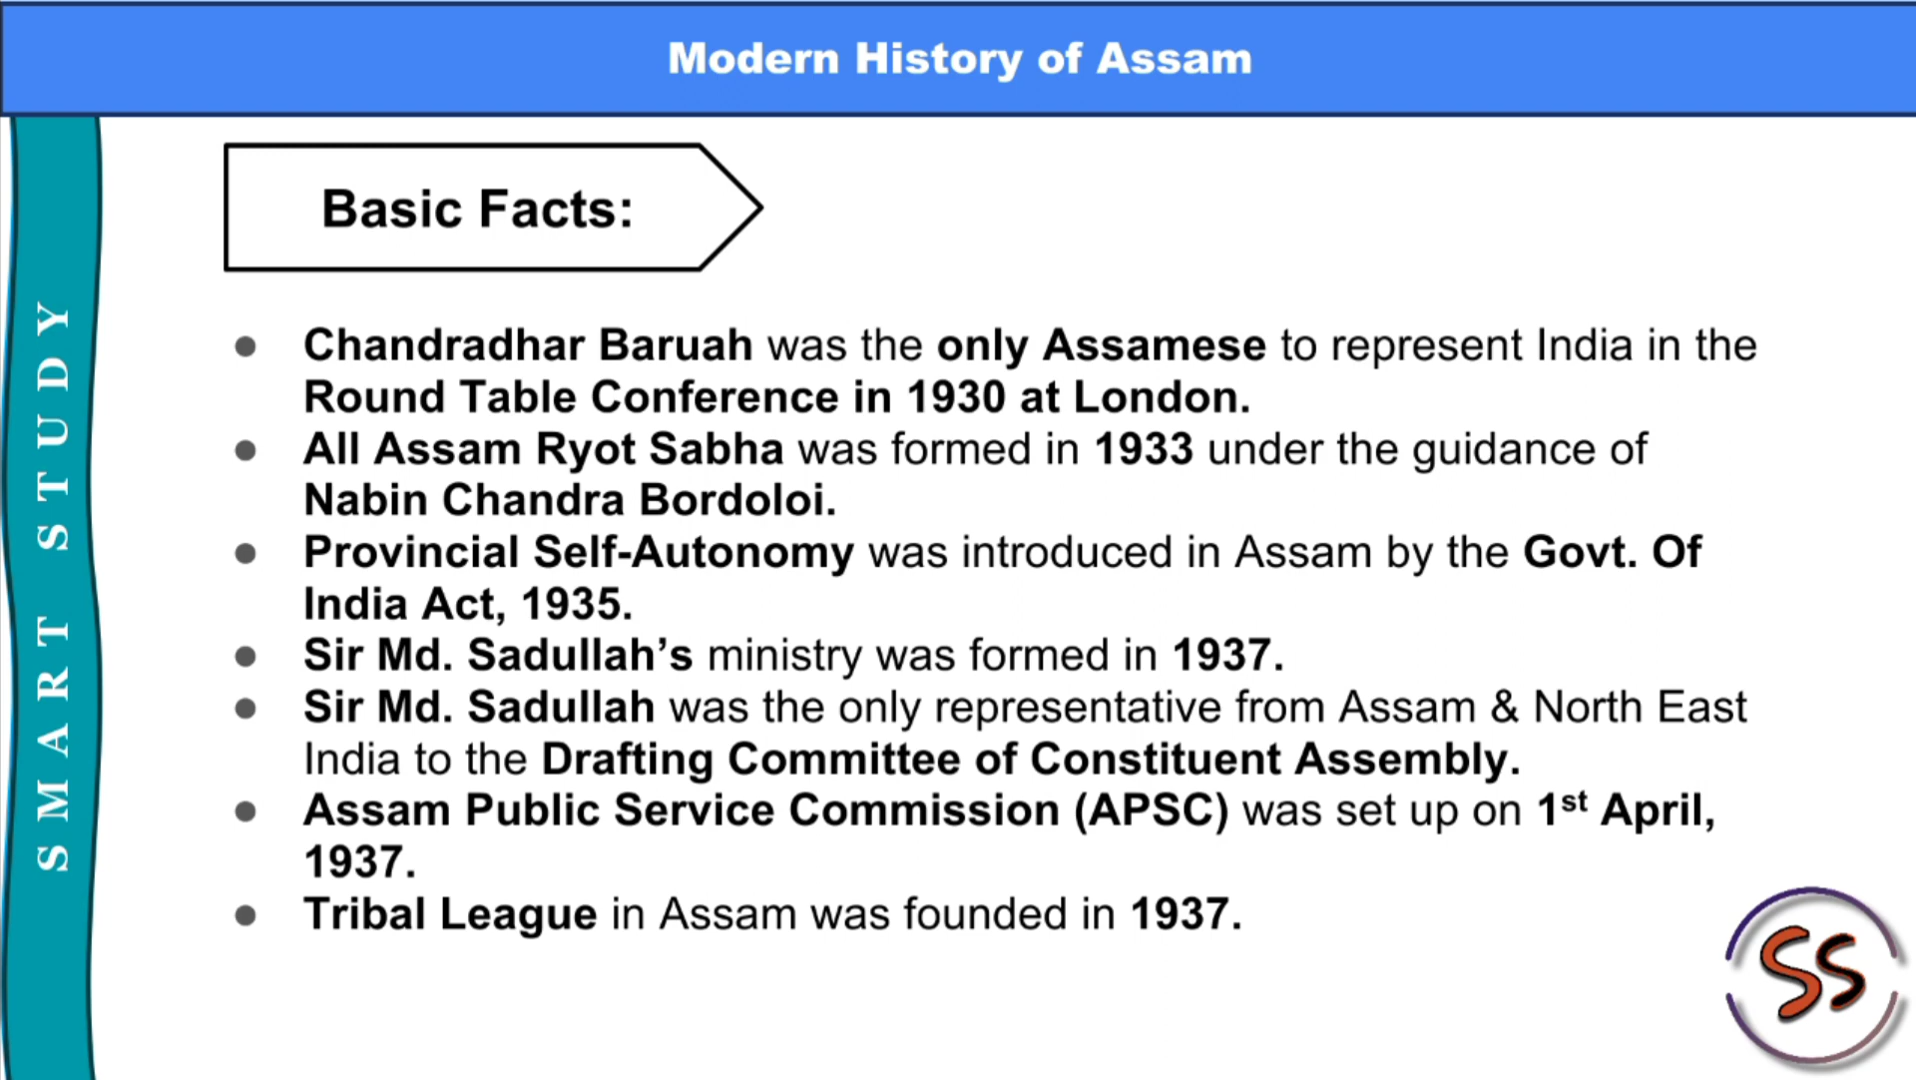 Modern History of Assam
Basic Facts:
● Chandradhar Baruah was the only Assamese to represent India in the
Round Table Conference in 1930 at London.
● All Assam Ryot Sabha was formed in 1933 under the guidance of
Nabin Chandra Bordoloi.
● Provincial Self-Autonomy was introduced in Assam by the Govt. Of
India Act, 1935.
● Sir Md. Sadullah’s ministry was formed in 1937.
● Sir Md. Sadullah was the only representative from Assam & North East
India to the Drafting Committee of Constituent Assembly.
● Assam Public Service Commission (APSC) was set up on 1st April,
1937.
● Tribal League in Assam was founded in 1937.
SMART STUDY
SS